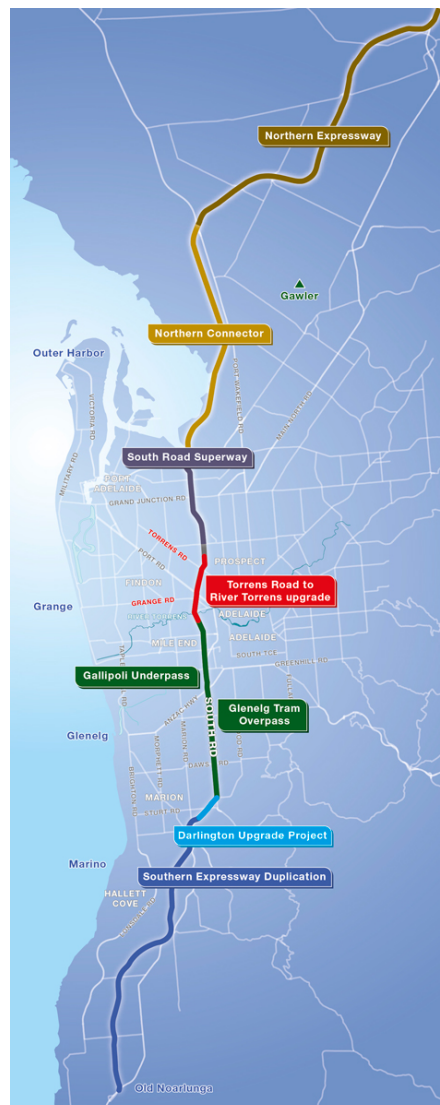 Northern Expressway
Gawler
Northern Connector
PORT WAKEFIELD RD
MAIN NORTH RD
Outer Harbor
VICTORIA RD
MILITARY RD
South Road Superway
PORT
ADELAIDE
GRAND JUNCTION RD
TORRENS RD
PORT RD
PROSPECT
FINDON
Torrens Road to
River Torrens upgrade
GRANGE RD
Grange
RIVER TORRENS
ADELAIDE
MILE END
ADELAIDE
SOUTH TCE
GREENHILL RD
Gallipoli Underpass
ANZAC HWY
SOUTH RD
Glenelg Tram
Overpass
Glenelg
MARION RD
MORPHETT RD
DAWS RD
BRIGHTON RD
MARION
STURT RD
Darlington Upgrade Project
Marino
Southern Expressway Duplication
HALLETT
COVE
Old Noarlunga